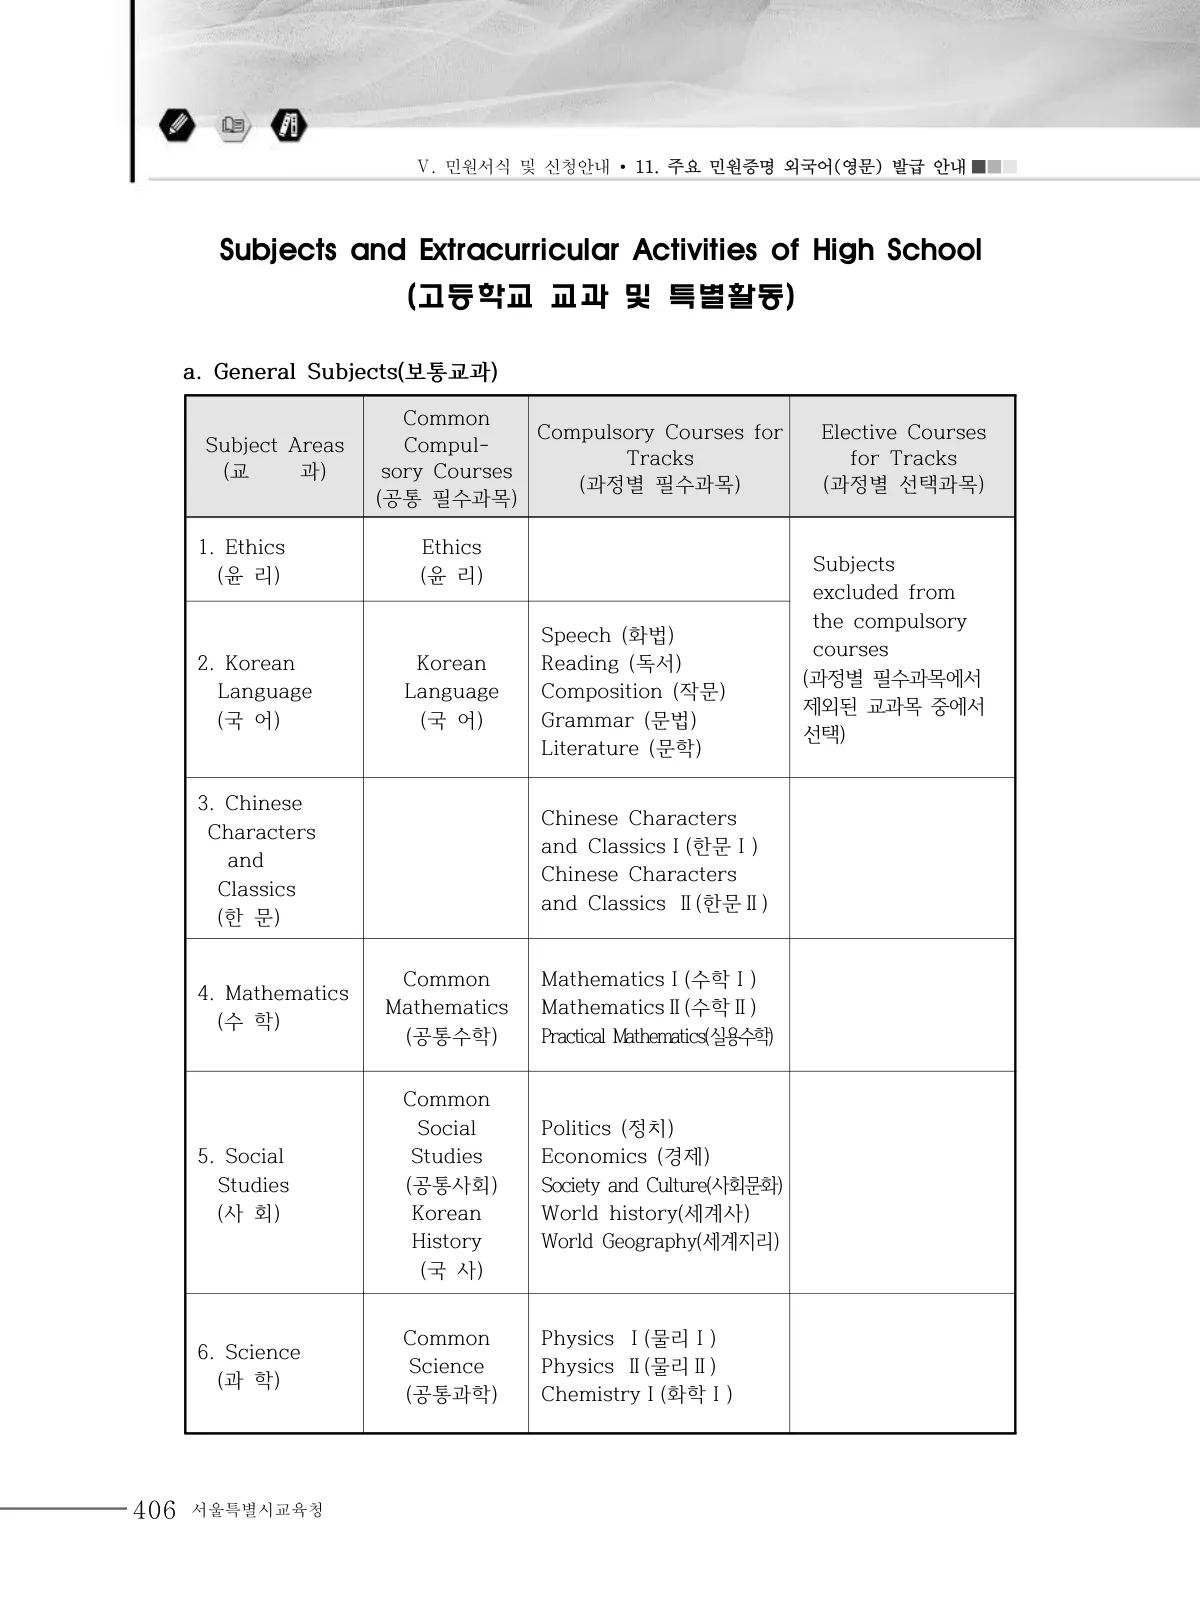 Ⅴ. 민원서식 및 신청안내 • 11. 주요 민원증명 외국어(영문) 발급 안내
Subjects and Extracurricular Activities of High School
(고등학교 교과 및 특별활동)
a. General Subjects(보통교과)
Subject Areas
(교 과)
Common
Compul-
sory Courses
(공통 필수과목)
Compulsory Courses for
Tracks
(과정별 필수과목)
Elective Courses
for Tracks
(과정별 선택과목)
1. Ethics
(윤 리)
Ethics
(윤 리)
Subjects
excluded from
the compulsory
courses
(과정별 필수과목에서
제외된 교과목 중에서
선택)
2. Korean
Language
(국 어)
Korean
Language
(국 어)
Speech (화법)
Reading (독서)
Composition (작문)
Grammar (문법)
Literature (문학)
3. Chinese
Characters
and
Classics
(한 문)
Chinese Characters
and ClassicsⅠ(한문Ⅰ)
Chinese Characters
and Classics Ⅱ(한문Ⅱ)
4. Mathematics
(수 학)
Common
Mathematics
(공통수학)
MathematicsⅠ(수학Ⅰ)
MathematicsⅡ(수학Ⅱ)
Practical Mathematics(실용수학)
5. Social
Studies
(사 회)
Common
Social
Studies
(공통사회)
Korean
History
(국 사)
Politics (정치)
Economics (경제)
Society and Culture(사회문화)
World history(세계사)
World Geography(세계지리)
6. Science
(과 학)
Common
Science
(공통과학)
Physics Ⅰ(물리Ⅰ)
Physics Ⅱ(물리Ⅱ)
ChemistryⅠ(화학Ⅰ)
406 서울특별시교육청